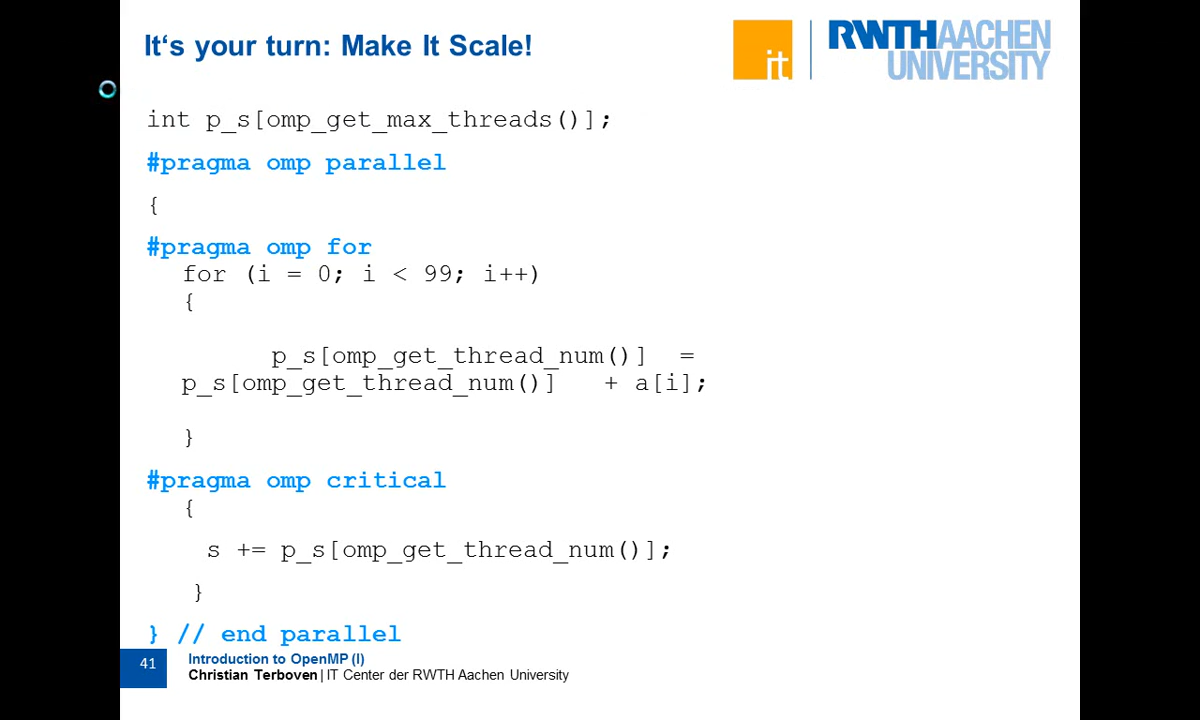 It‘s your turn: Make It Scale!
it
RWTHAACHEN
UNIVERSITY
int p_s[omp_get_max_threads()];
#pragma omp parallel
{
#pragma omp for
for (i = 0; i < 99; i++)
{
p_s[omp_get_thread_num()] =
p_s[omp_get_thread_num()] + a[i];
}
#pragma omp critical
{
s += p_s[omp_get_thread_num()];
}
} // end parallel
41
Introduction to OpenMP (I)
Christian Terboven | IT Center der RWTH Aachen University